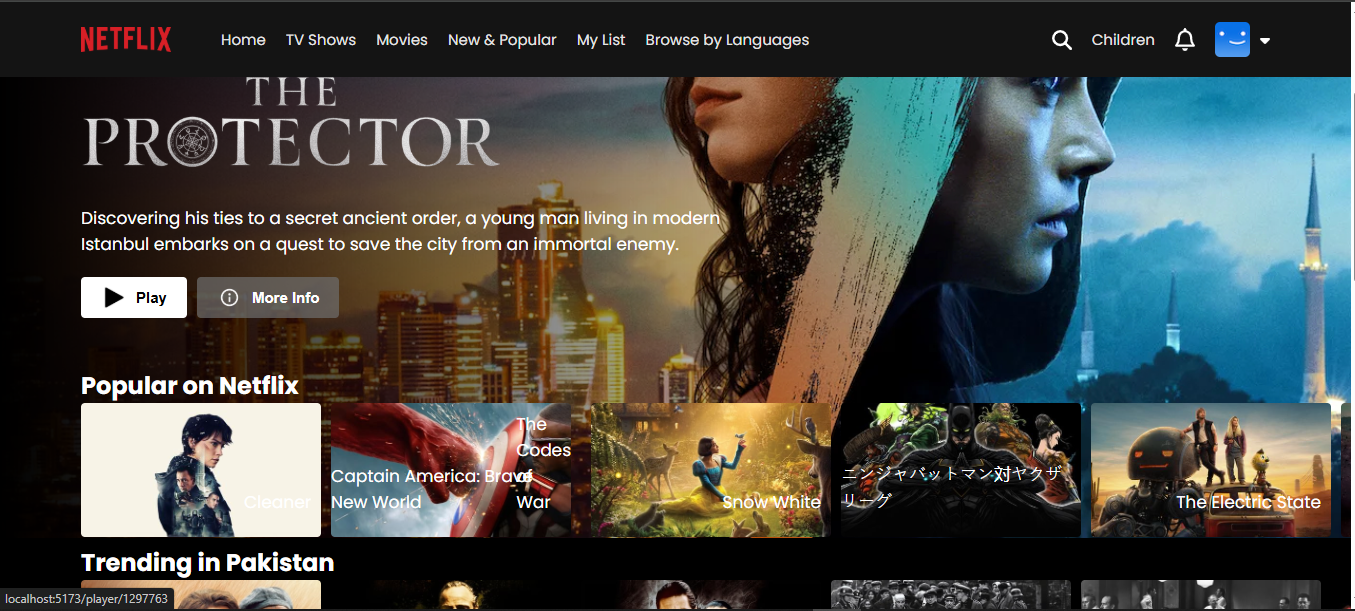 NETFLIX
Home
TV Shows
Movies
New & Popular
My List
Browse by Languages
Children
THE
PROTECTOR
Discovering his ties to a secret ancient order, a young man living in modern
Istanbul embarks on a quest to save the city from an immortal enemy.
Play
More Info
Popular on Netflix
Cleaner
Captain America: Brave
New World
The
Codes
of
War
Snow White
ニンジャバットマン対ヤクザ
リーグ
The Electric State
Trending in Pakistan
localhost:5173/player/1297763